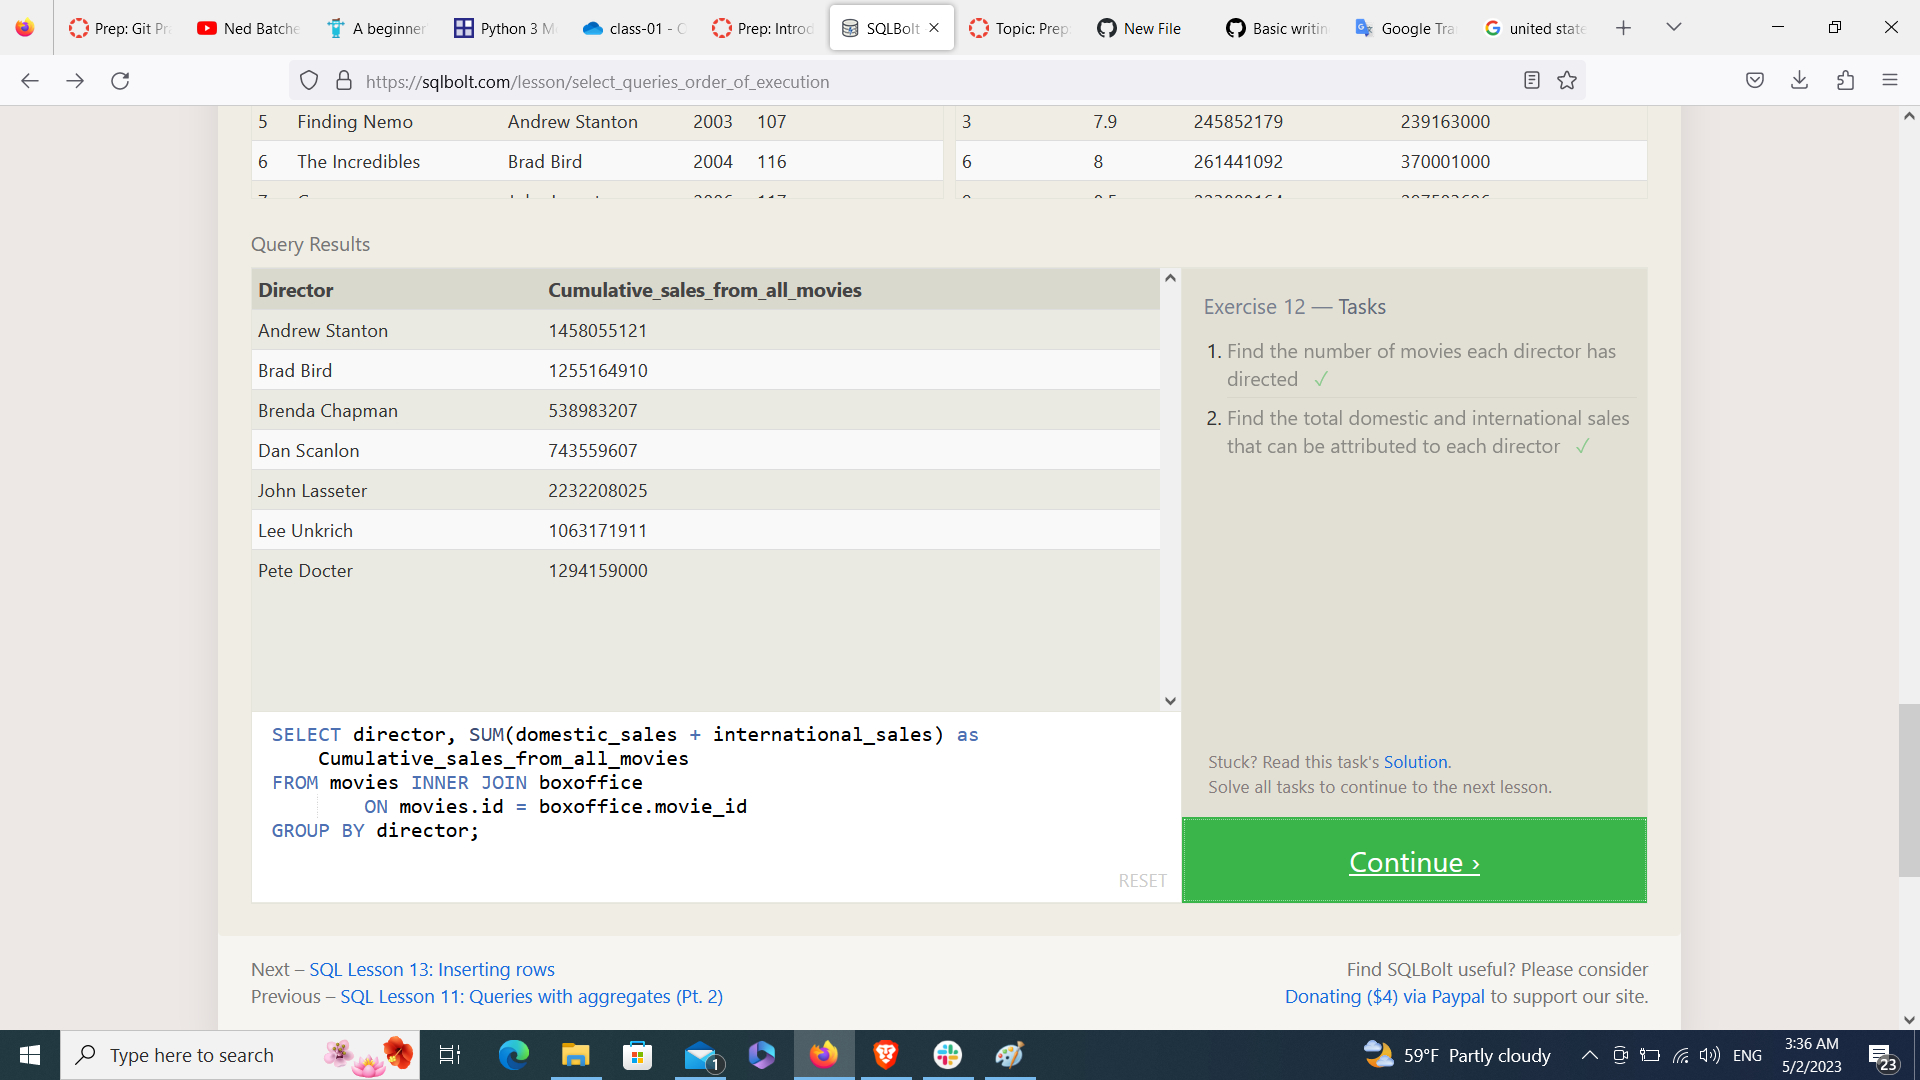 Prep: Git Pra
Ned Batche
A beginner
Python 3 M
class-01 - O
Prep: Introd
SQLBolt
Topic: Prep:
New File
Basic writin
Google Tra
united state
https://sqlbolt.com/lesson/select_queries_order_of_execution
5 Finding Nemo Andrew Stanton 2003 107
3 7.9 245852179 239163000
6 The Incredibles Brad Bird 2004 116
6 8 261441092 370001000
Query Results
Director Cumulative_sales_from_all_movies
Andrew Stanton 1458055121
Brad Bird 1255164910
Brenda Chapman 538983207
Dan Scanlon 743559607
John Lasseter 2232208025
Lee Unkrich 1063171911
Pete Docter 1294159000
Exercise 12 — Tasks
1. Find the number of movies each director has
directed ✓
2. Find the total domestic and international sales
that can be attributed to each director ✓
SELECT director, SUM(domestic_sales + international_sales) as
Cumulative_sales_from_all_movies
FROM movies INNER JOIN boxoffice
ON movies.id = boxoffice.movie_id
GROUP BY director;
RESET
Stuck? Read this task's Solution.
Solve all tasks to continue to the next lesson.
Continue ›
Next – SQL Lesson 13: Inserting rows
Previous – SQL Lesson 11: Queries with aggregates (Pt. 2)
Find SQLBolt useful? Please consider
Donating ($4) via Paypal to support our site.
Type here to search
1
59°F Partly cloudy
ENG
3:36 AM
5/2/2023
23